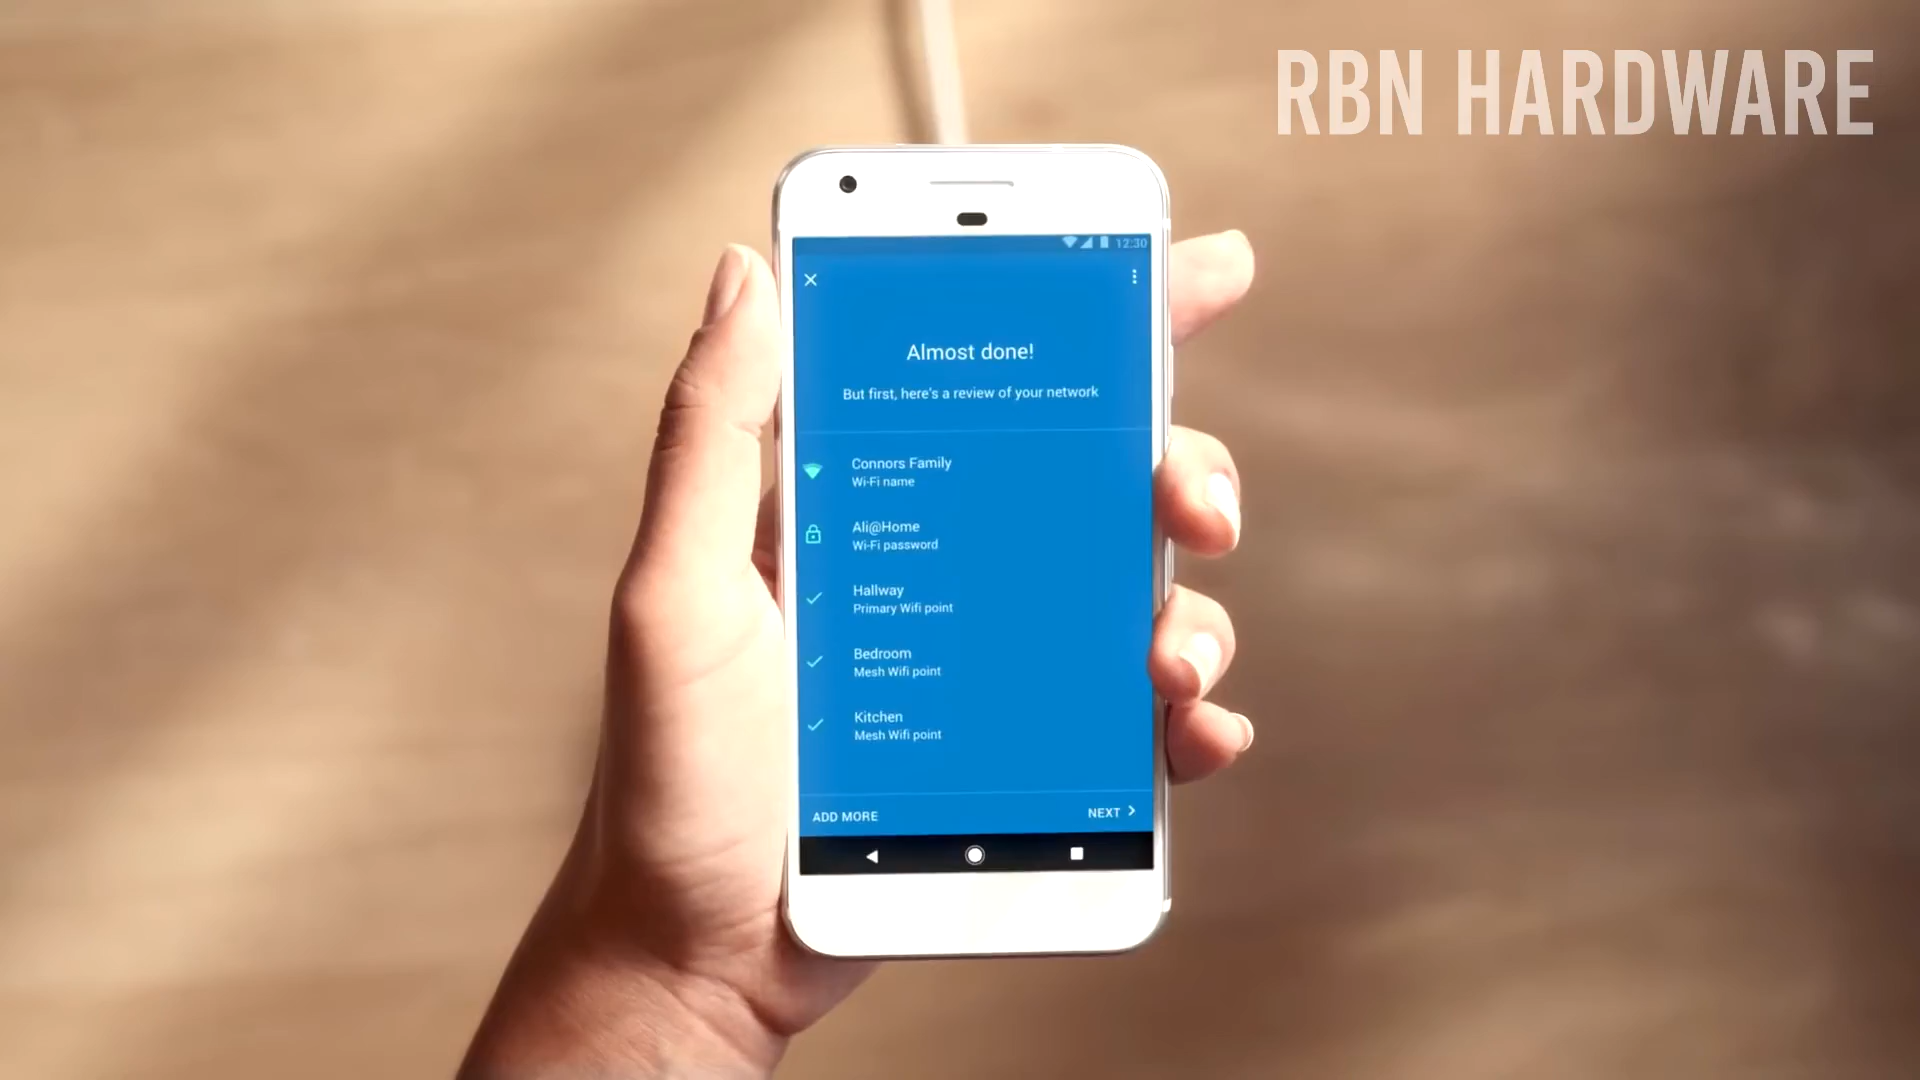 RBN HARDWARE
12:30
Almost done!
But first, here's a review of your network
Connors Family
Wi-Fi name
Ali@Home
Wi-Fi password
Hallway
Primary Wifi point
Bedroom
Mesh Wifi point
Kitchen
Mesh Wifi point
ADD MORE
NEXT